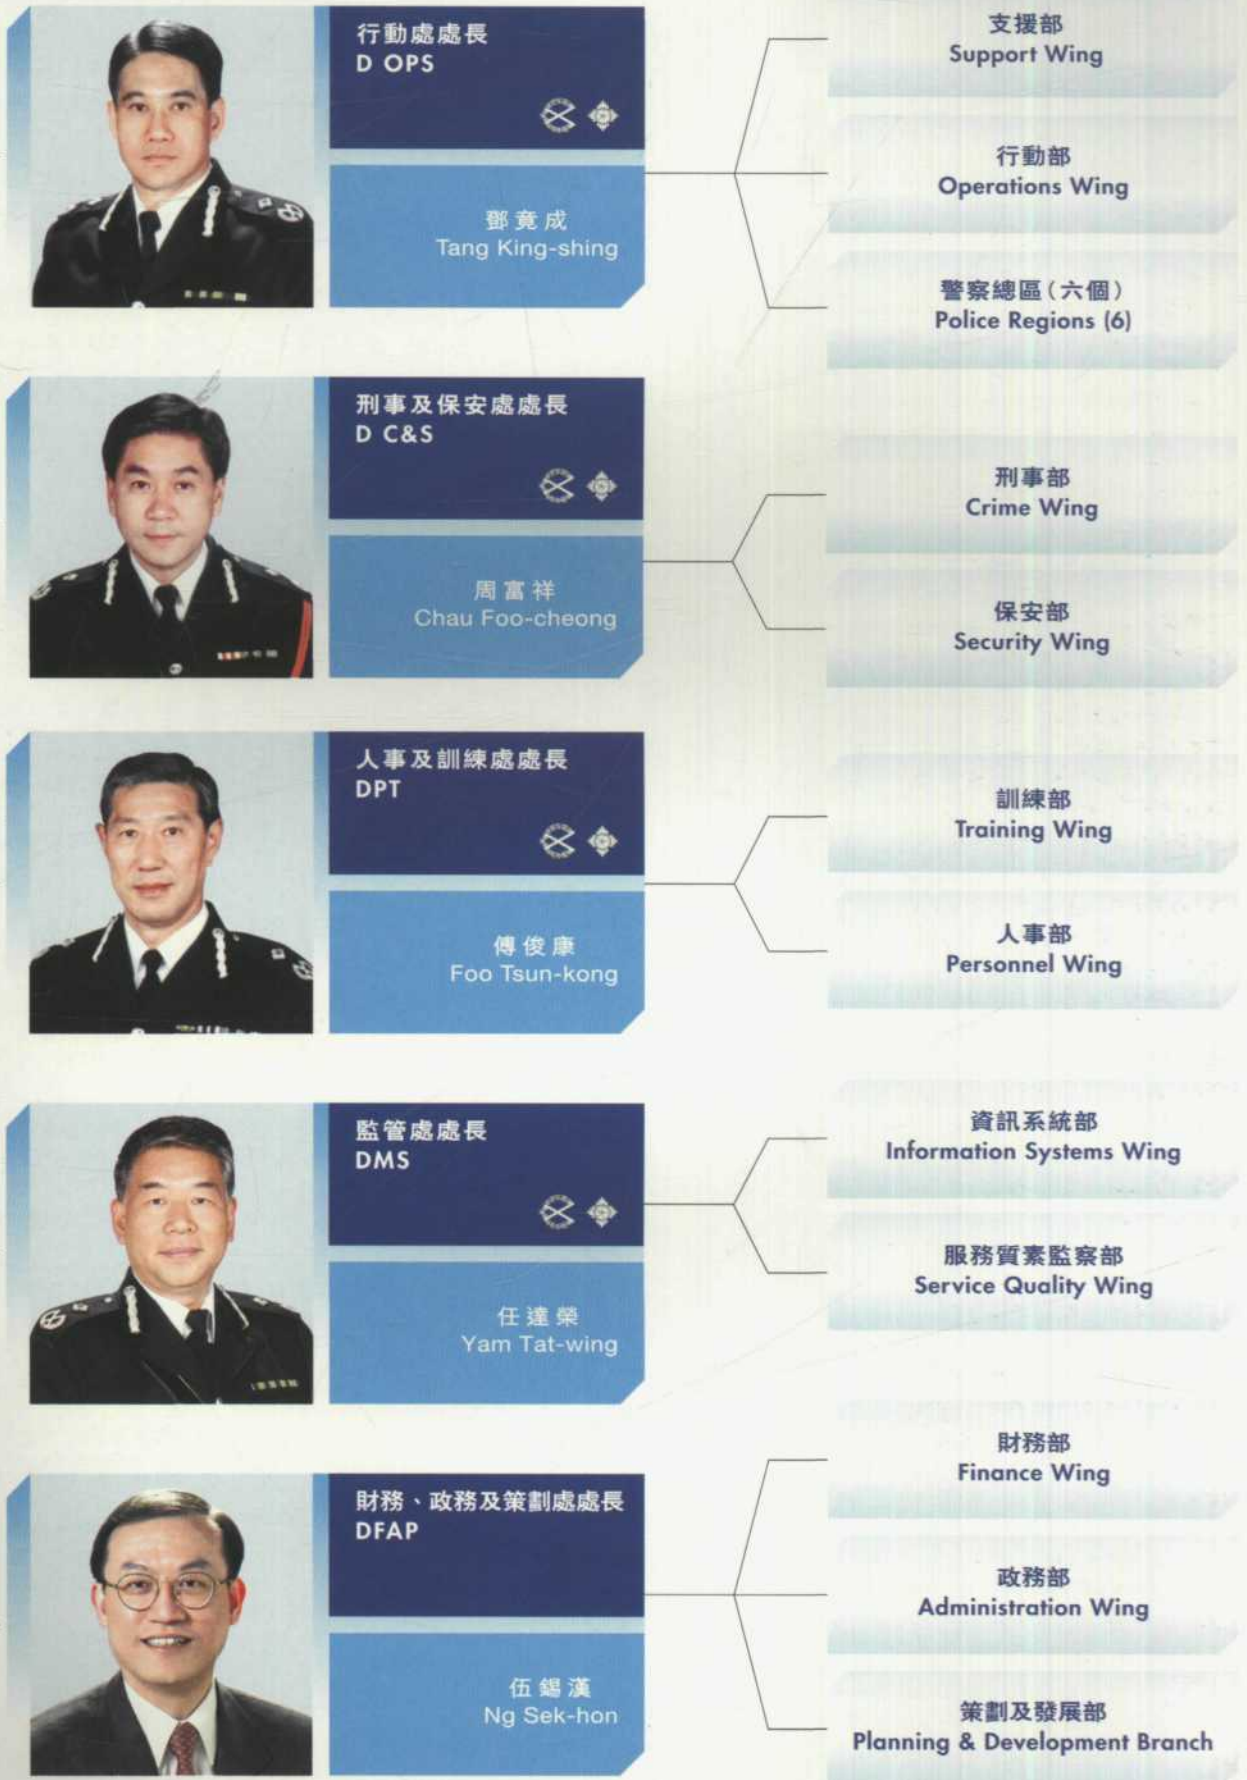 行動處處長
D OPS
鄧竟成
Tang King-shing
支援部
Support Wing
行動部
Operations Wing
警察總區(六個)
Police Regions (6)
刑事及保安處處長
D C&S
周富祥
Chau Foo-cheong
刑事部
Crime Wing
保安部
Security Wing
人事及訓練處處長
DPT
傅俊康
Foo Tsun-kong
訓練部
Training Wing
人事部
Personnel Wing
監管處處長
DMS
任達榮
Yam Tat-wing
資訊系統部
Information Systems Wing
服務質素監察部
Service Quality Wing
財務、政務及策劃處處長
DFAP
伍錫漢
Ng Sek-hon
財務部
Finance Wing
政務部
Administration Wing
策劃及發展部
Planning & Development Branch